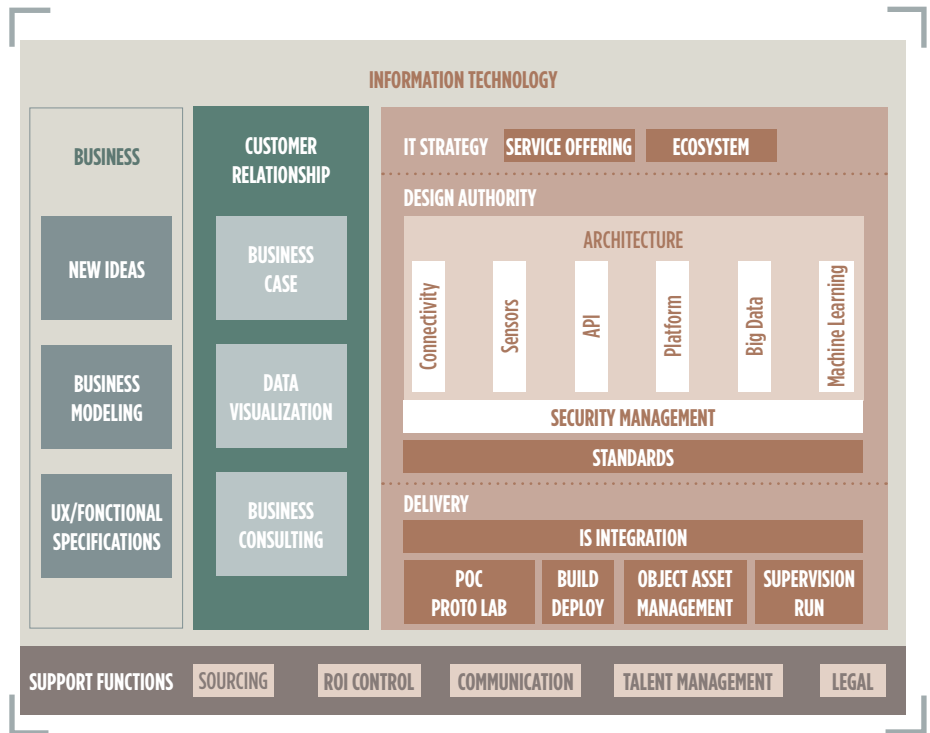 INFORMATION TECHNOLOGY
BUSINESS
NEW IDEAS
BUSINESS
MODELING
UX/FONCTIONAL
SPECIFICATIONS
CUSTOMER
RELATIONSHIP
BUSINESS
CASE
DATA
VISUALIZATION
BUSINESS
CONSULTING
IT STRATEGY
SERVICE OFFERING
ECOSYSTEM
DESIGN AUTHORITY
ARCHITECTURE
Connectivity
Sensors
API
Platform
Big Data
Machine Learning
SECURITY MANAGEMENT
STANDARDS
DELIVERY
IS INTEGRATION
POC
PROTO LAB
BUILD
DEPLOY
OBJECT ASSET
MANAGEMENT
SUPERVISION
RUN
SUPPORT FUNCTIONS
SOURCING
ROI CONTROL
COMMUNICATION
TALENT MANAGEMENT
LEGAL